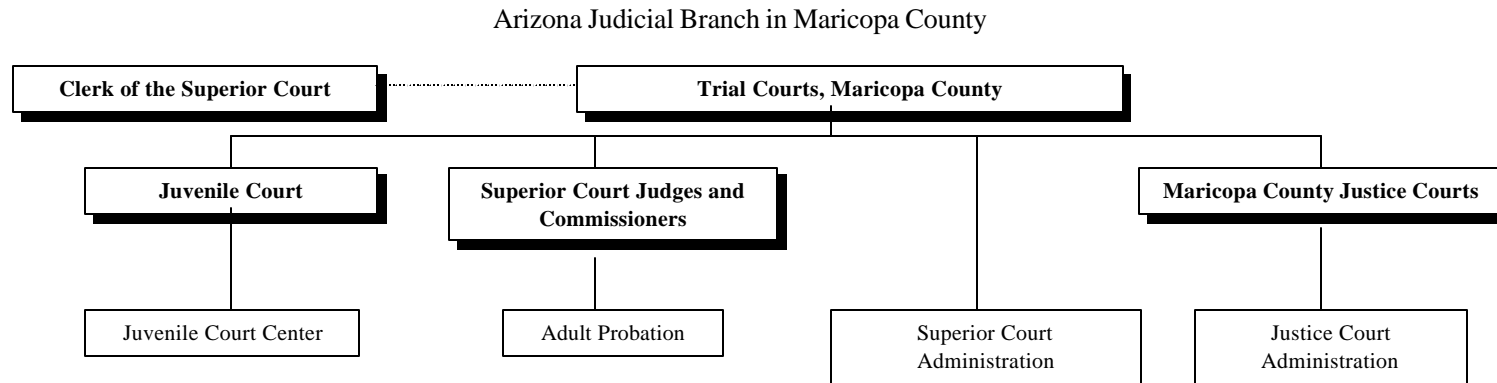 Arizona Judicial Branch in Maricopa County
Clerk of the Superior Court
Trial Courts, Maricopa County
Juvenile Court
Superior Court Judges and
Commissioners
Maricopa County Justice Courts
Juvenile Court Center
Adult Probation
Superior Court
Administration
Justice Court
Administration